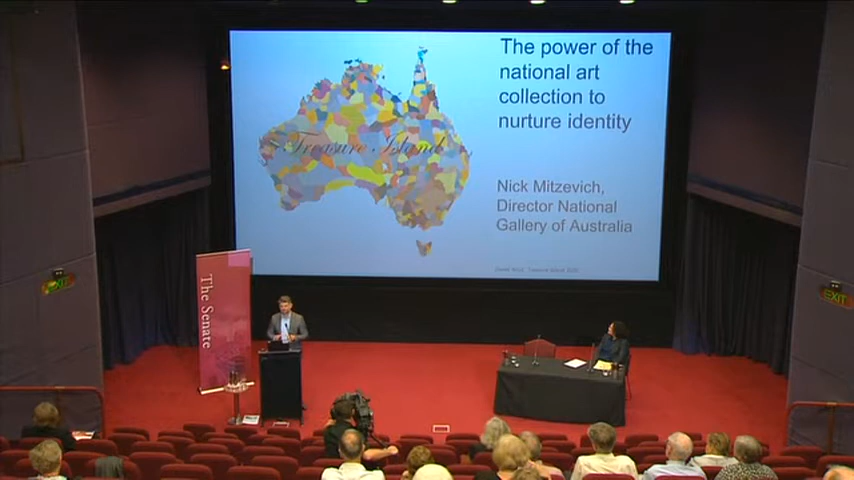 The power of the
national art
collection to
nurture identity
Treasure Island
Nick Mitzevich,
Director National
Gallery of Australia
The Senate
EXIT
EXIT